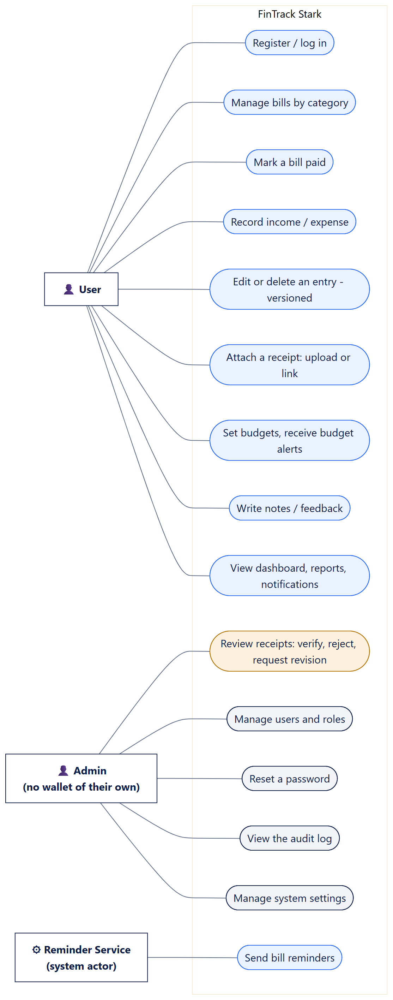 FinTrack Stark
Register / log in
Manage bills by category
Mark a bill paid
Record income / expense
User
Edit or delete an entry -
versioned
Attach a receipt: upload or
link
Set budgets, receive budget
alerts
Write notes / feedback
View dashboard, reports,
notifications
Review receipts: verify, reject,
request revision
Manage users and roles
Admin
(no wallet of their own)
Reset a password
View the audit log
Manage system settings
Reminder Service
(system actor)
Send bill reminders